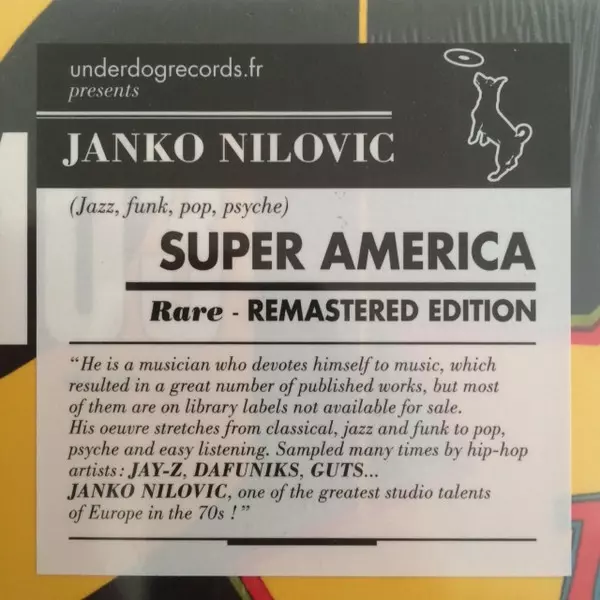 underdogrecords.fr
presents
JANKO NILOVIC
(Jazz, funk, pop, psyche)
SUPER AMERICA
Rare - REMASTERED EDITION
“He is a musician who devotes himself to music, which
resulted in a great number of published works, but most
of them are on library labels not available for sale.
His oeuvre stretches from classical, jazz and funk to pop,
psyche and easy listening. Sampled many times by hip-hop
artists: JAY-Z, DAFUNIKS, GUTS...
JANKO NILOVIC, one of the greatest studio talents
of Europe in the 70s !”